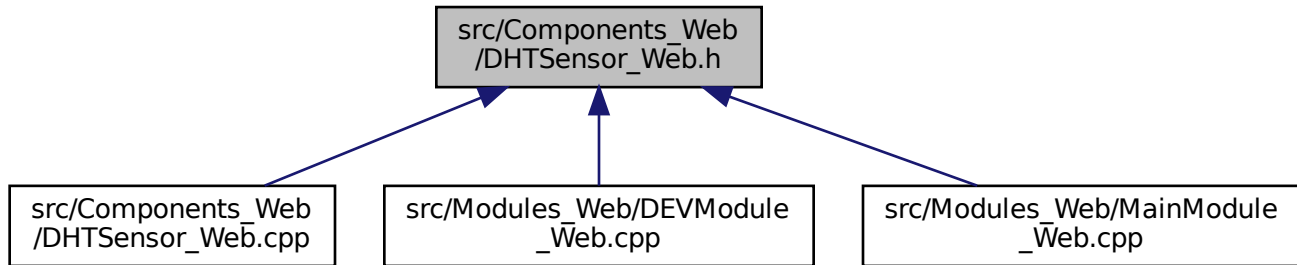 src/Components_Web
/DHTSensor_Web.h
src/Components_Web
/DHTSensor_Web.cpp
src/Modules_Web/DEVModule
_Web.cpp
src/Modules_Web/MainModule
_Web.cpp